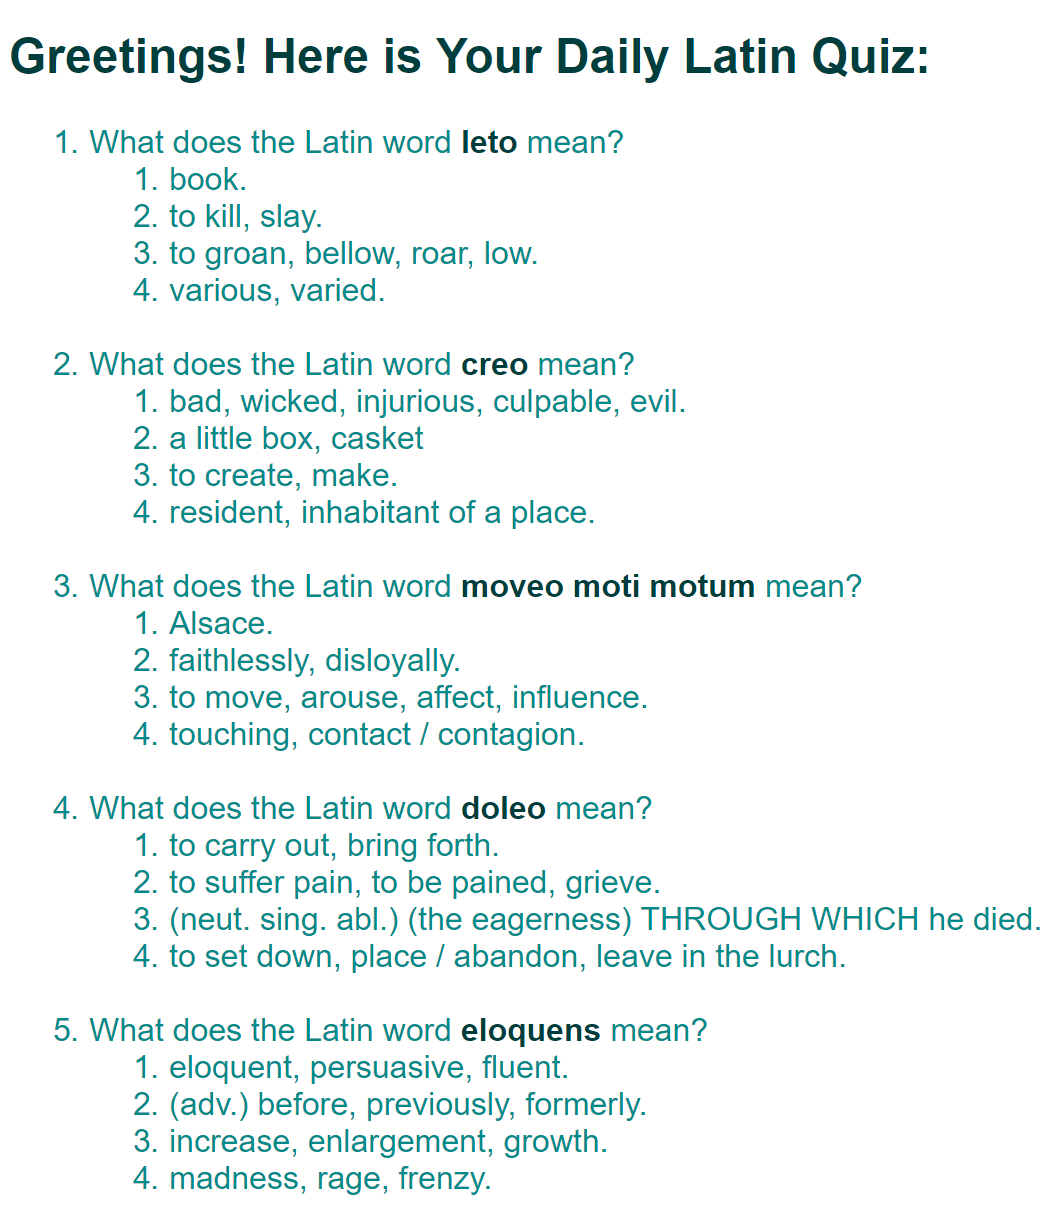 Greetings! Here is Your Daily Latin Quiz:
1. What does the Latin word leto mean?
1. book.
2. to kill, slay.
3. to groan, bellow, roar, low.
4. various, varied.
2. What does the Latin word creo mean?
1. bad, wicked, injurious, culpable, evil.
2. a little box, casket
3. to create, make.
4. resident, inhabitant of a place.
3. What does the Latin word moveo moti motum mean?
1. Alsace.
2. faithlessly, disloyally.
3. to move, arouse, affect, influence.
4. touching, contact / contagion.
4. What does the Latin word doleo mean?
1. to carry out, bring forth.
2. to suffer pain, to be pained, grieve.
3. (neut. sing. abl.) (the eagerness) THROUGH WHICH he died.
4. to set down, place / abandon, leave in the lurch.
5. What does the Latin word eloquens mean?
1. eloquent, persuasive, fluent.
2. (adv.) before, previously, formerly.
3. increase, enlargement, growth.
4. madness, rage, frenzy.